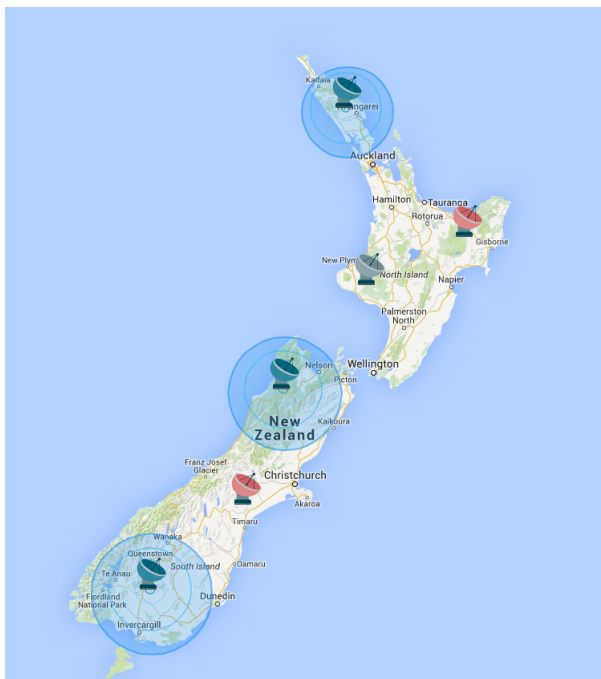 Kaitaia
Whangarei
Auckland
Hamilton
Tauranga
Rotorua
Gisborne
New Plym
North Island
Napier
Palmerston
North
Wellington
Nelson
Picton
New
Zealand
Kaikoura
Franz Josef
Glacier
Christchurch
Akaroa
Timaru
Wanaka
Queenstown
South Island
Oamaru
Te Anau
Fiordland
National Park
Dunedin
Invercargill